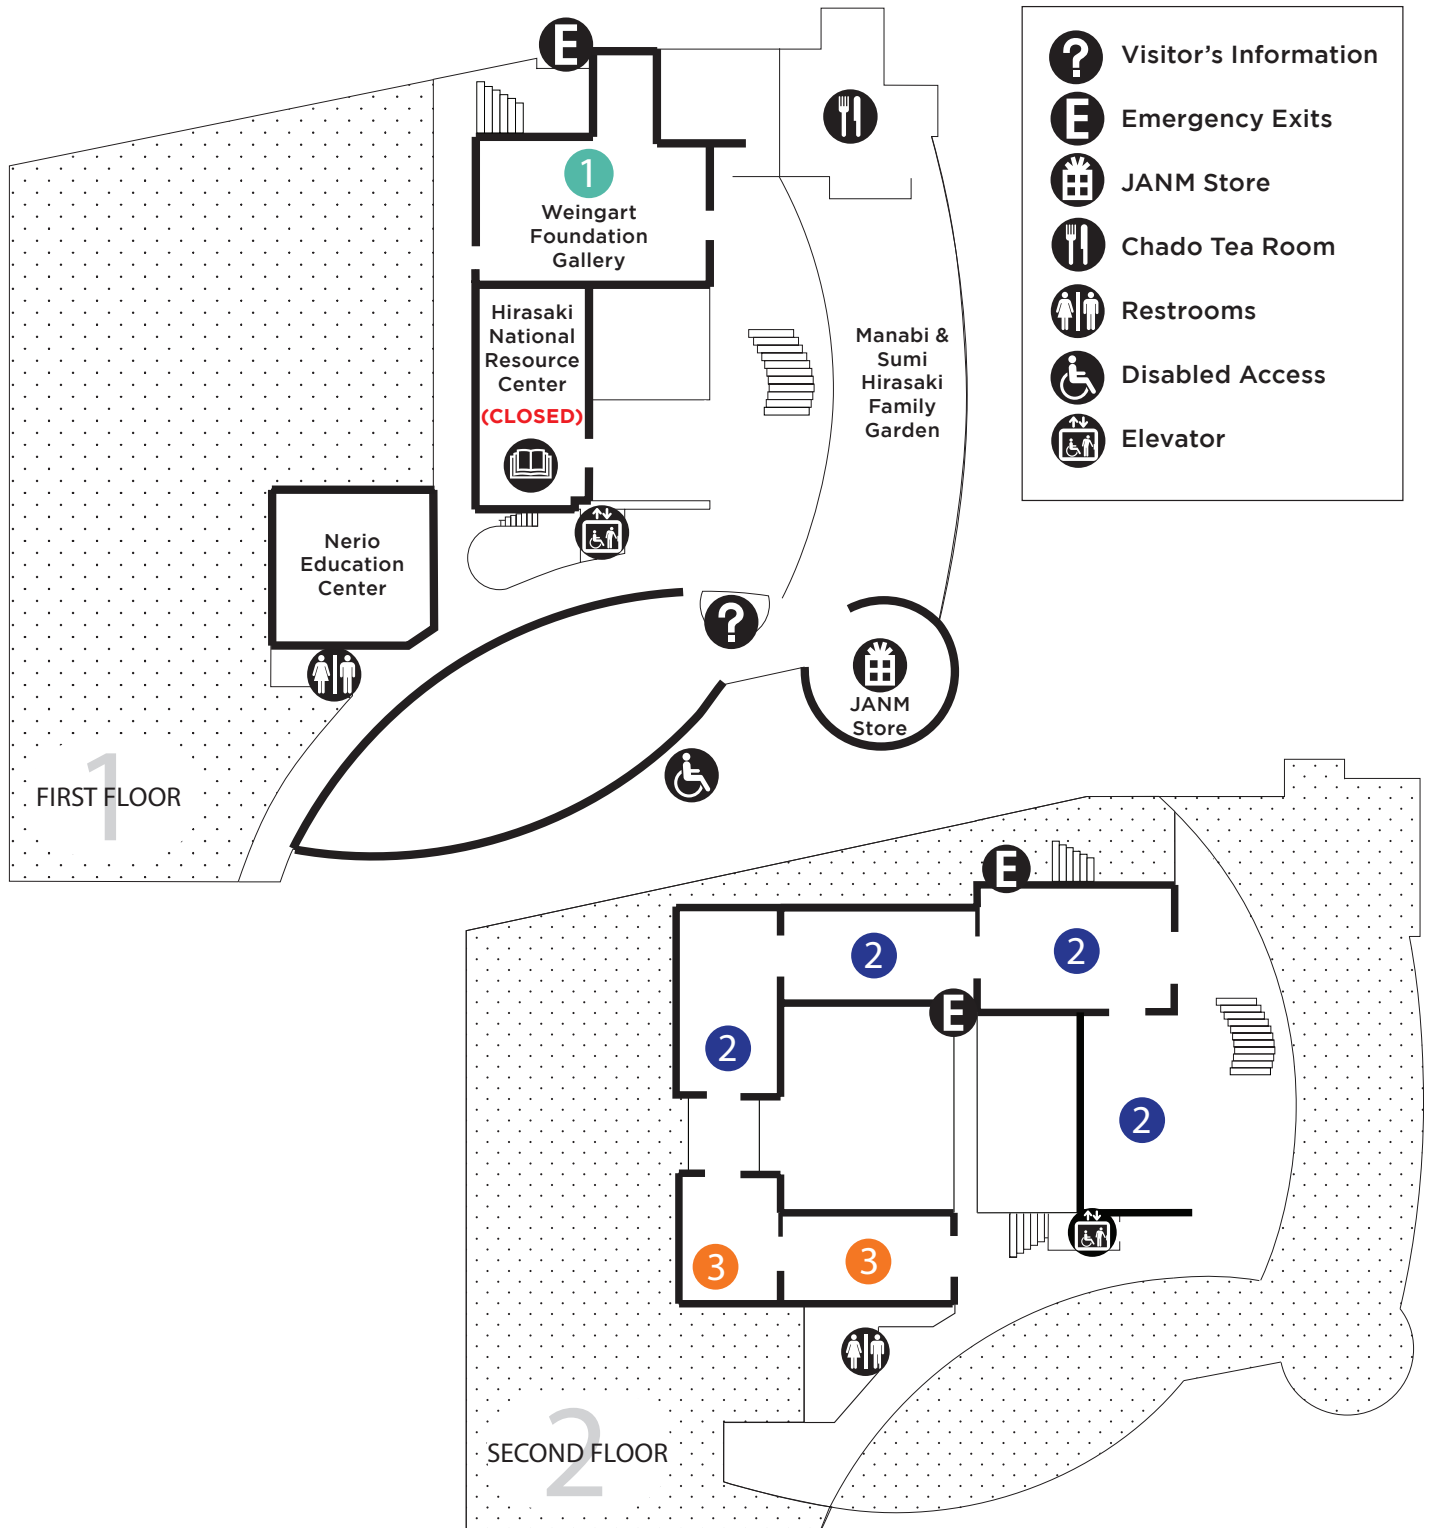 E
1
Weingart
Foundation
Gallery
Hirasaki
National
Resource
Center
(CLOSED)
Manabi &
Sumi
Hirasaki
Family
Garden
Nerio
Education
Center
?
JANM
Store
1
FIRST FLOOR
? Visitor's Information
E Emergency Exits
JANM Store
Chado Tea Room
Restrooms
Disabled Access
Elevator
E
2
2
E
2
2
3
3
2
SECOND FLOOR